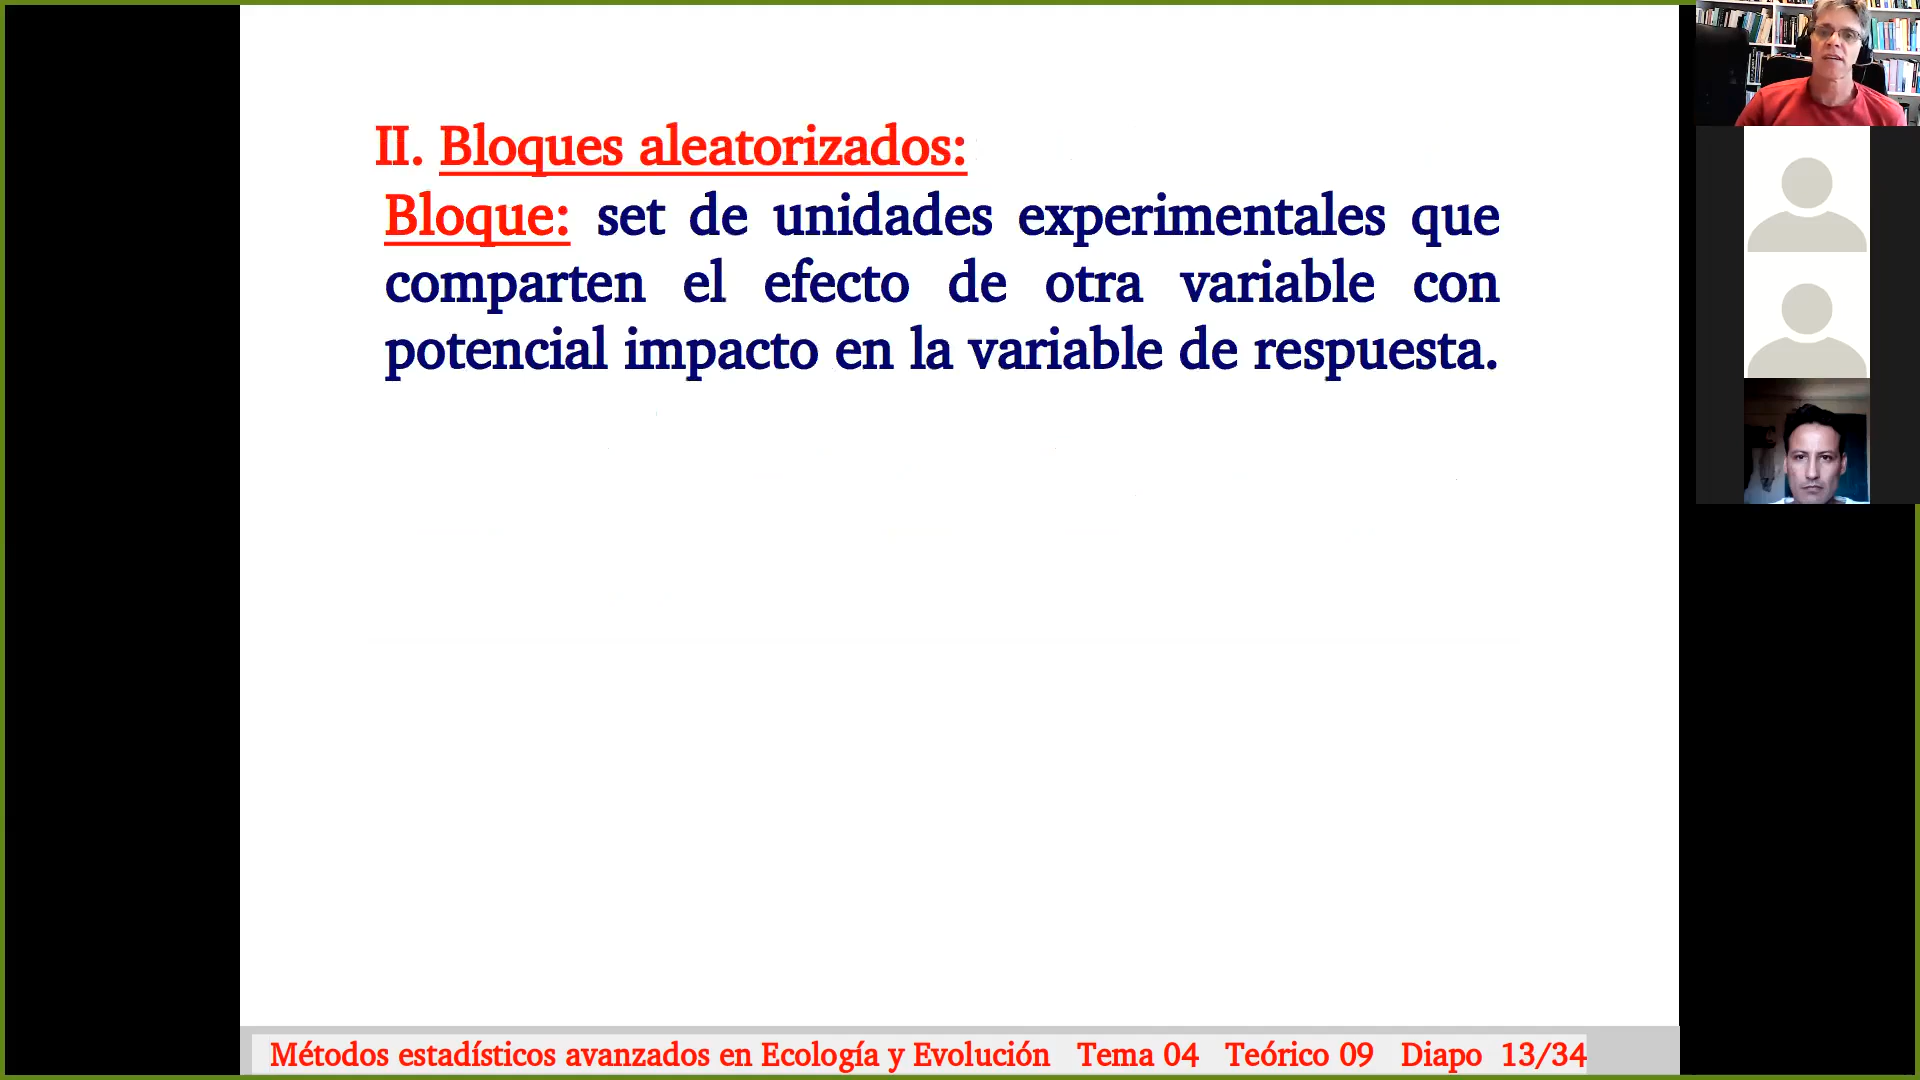 II. Bloques aleatorizados:
Bloque: set de unidades experimentales que
comparten el efecto de otra variable con
potencial impacto en la variable de respuesta.
Métodos estadísticos avanzados en Ecología y Evolución Tema 04 Teórico 09 Diapo 13/34